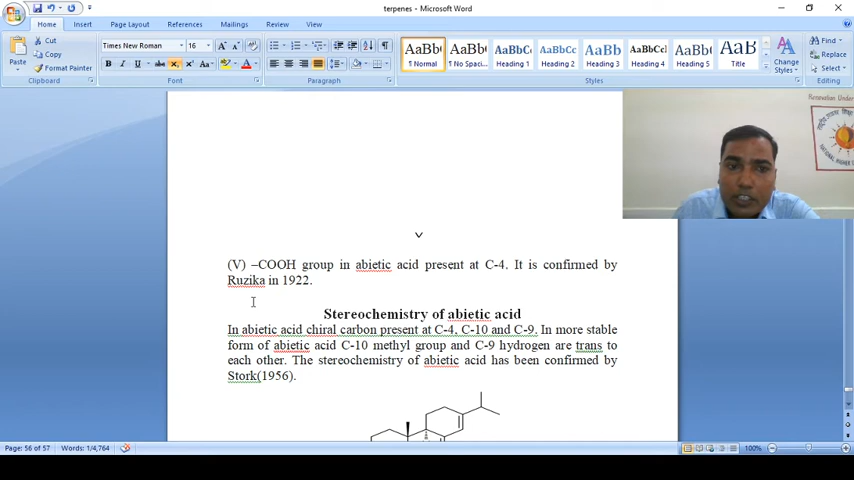 terpenes - Microsoft Word
Home Insert Page Layout References Mailings Review View
Paste
Cut
Copy
Format Painter
Clipboard
Times New Roman 16
Font
Paragraph
AaBbC AaBbC AaBbC AaBbCc AaBb AaBbCc AaBbC AaB
¶ Normal ¶ No Spaci... Heading 1 Heading 2 Heading 3 Heading 4 Heading 5 Title
Change Styles
Styles
Find
Replace
Select
Editing
V
(V) –COOH group in abietic acid present at C-4. It is confirmed by
Ruzika in 1922.
Stereochemistry of abietic acid
In abietic acid chiral carbon present at C-4, C-10 and C-9. In more stable
form of abietic acid C-10 methyl group and C-9 hydrogen are trans to
each other. The stereochemistry of abietic acid has been confirmed by
Stork(1956).
Page: 56 of 57 Words: 1/4,764 100%